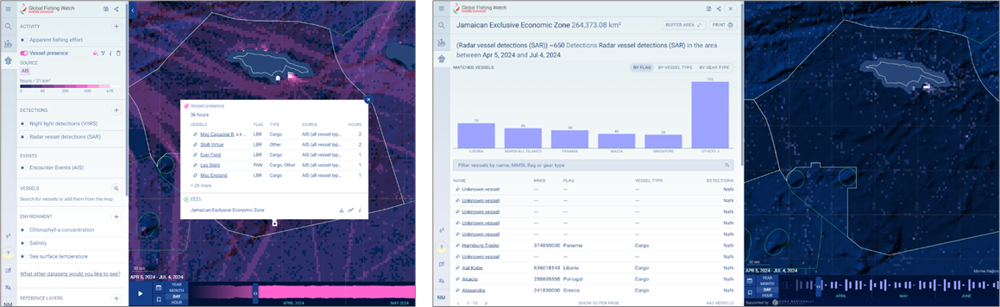 Global Fishing Watch
MARINE MANAGER
ACTIVITY
Apparent fishing effort
Vessel presence
SOURCE
AIS
hours / 31 km²
0
60
200
600
≥1K
DETECTIONS
Night light detections (VIIRS)
Radar vessel detections (SAR)
EVENTS
Encounter Events (AIS)
VESSELS
Search for vessels or add them from the map.
ENVIRONMENT
Chlorophyll-a concentration
Salinity
Sea surface temperature
What other datasets would you like to see?
REFERENCE LAYERS
NM
Vessel presence
36 hours
VESSELS FLAG TYPE SOURCE HOURS
Mac Capucine R, a k... LBR Cargo AIS (all vessel typ... 2
Stolt Virtue LBR Other AIS (all vessel typ... 2
Ever Fond LBR Cargo AIS (all vessel typ... 1
Leo Spirit PAN Cargo, Other AIS (all vessel typ... 1
Msc England LBR Cargo AIS (all vessel typ... 1
+ 29 more
EEZs
Jamaican Exclusive Economic Zone
30 nm
APR 5, 2024 - JUL 4, 2024
YEAR
MONTH
DAY
HOUR
APRIL 2024
MAY 2024
Global Fishing Watch
MARINE MANAGER
Jamaican Exclusive Economic Zone 264,373.08 km²
BUFFER AREA
PRINT
(Radar vessel detections (SAR)) ~650 Detections Radar vessel detections (SAR) in the area
between Apr 5, 2024 and Jul 4, 2024
MATCHED VESSELS
BY FLAG
BY VESSEL TYPE
BY GEAR TYPE
LIBERIA
MARSHALL ISLANDS
PANAMA
MALTA
SINGAPORE
OTHERS
Filter vessels by name, MMSI, flag or gear type
NAME MMSI FLAG VESSEL TYPE DETECTIONS
Unknown vessel --- --- NaN
Unknown vessel --- --- NaN
Unknown vessel --- --- NaN
Unknown vessel --- --- NaN
Unknown vessel --- --- NaN
Hamburg Trader 374855000 Panama Cargo NaN
Unknown vessel --- --- NaN
Aal Kobe 636018143 Liberia Cargo NaN
Akacia 255805555 Portugal Cargo NaN
Alexandra 241830000 Greece Cargo NaN
1 - 10
SHOW 50 PER PAGE
NM
30 nm
APR 5, 2024 - JUL 4, 2024
YEAR
MONTH
DAY
HOUR
APRIL
MAY
JUNE
Supported by